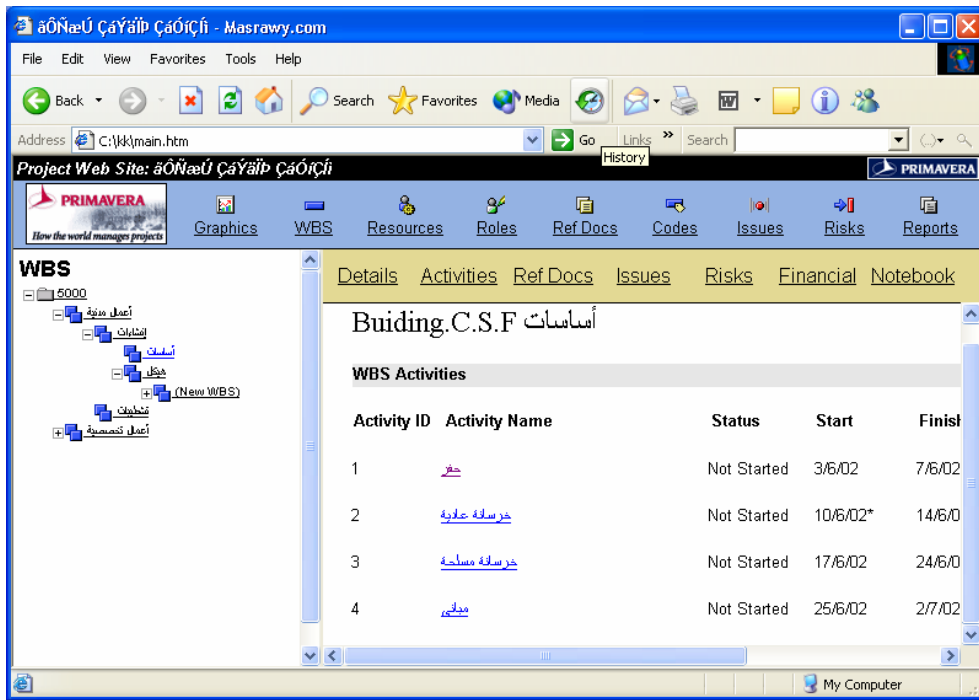 ãÔÑæÚ ÇáÝäÏÞ ÇáÓíÇÍì - Masrawy.com
File Edit View Favorites Tools Help
Back Search Favorites Media
Address C:\kk\main.htm Go Links » Search
History
Project Web Site: ãÔÑæÚ ÇáÝäÏÞ ÇáÓíÇÍì PRIMAVERA
PRIMAVERA
How the world manages projects
Graphics WBS Resources Roles Ref Docs Codes Issues Risks Reports
WBS
5000
أعمال مدنية
إنشاءات
أساسات
هيكل
(New WBS)
تشطيبات
أعمال تخصصية
Details Activities Ref Docs Issues Risks Financial Notebook
Buiding.C.S.F أساسات
WBS Activities
Activity ID Activity Name Status Start Finish
1 حفر Not Started 3/6/02 7/6/02
2 خرسانة عادية Not Started 10/6/02* 14/6/0
3 خرسانة مسلحة Not Started 17/6/02 24/6/0
4 مبانى Not Started 25/6/02 2/7/02
My Computer